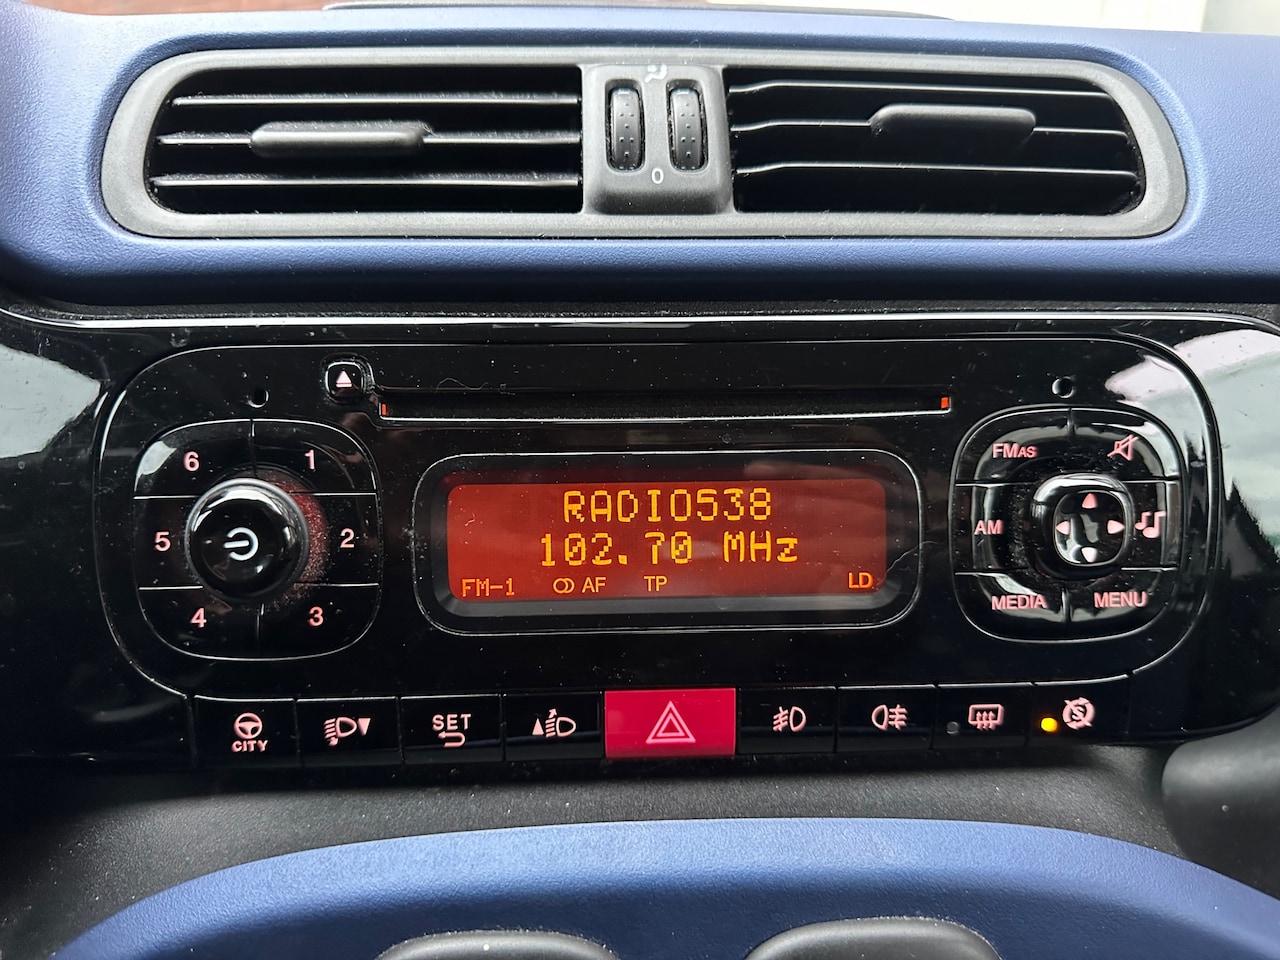 0
6 1
5 2
4 3
RADIO538
102.70 MHz
FM-1 AF TP LD
FMAS
AM
MEDIA MENU
CITY
SET
S